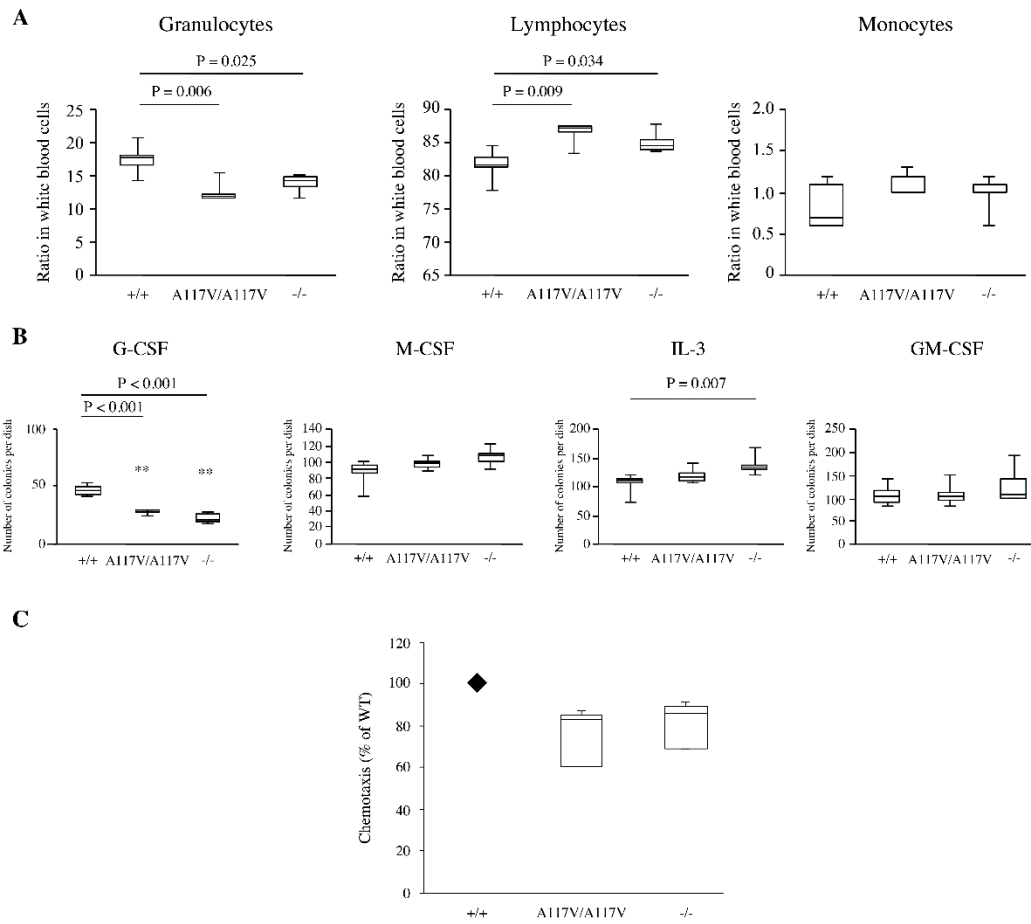 A
Granulocytes
P = 0.025
P = 0.006
Ratio in white blood cells
25
20
15
10
5
0
+/+ A117V/A117V -/-
Lymphocytes
P = 0.034
P = 0.009
Ratio in white blood cells
90
85
80
75
70
65
+/+ A117V/A117V -/-
Monocytes
Ratio in white blood cells
2.0
1.5
1.0
0.5
0.0
+/+ A117V/A117V -/-
B
G-CSF
P < 0.001
P < 0.001
Number of colonies per dish
100
50
0
** **
+/+ A117V/A117V -/-
M-CSF
Number of colonies per dish
140
120
100
80
60
40
120
0
+/+ A117V/A117V -/-
IL-3
P = 0.007
Number of colonies per dish
200
150
100
50
0
+/+ A117V/A117V -/-
GM-CSF
Number of colonies per dish
250
200
150
100
50
0
+/+ A117V/A117V -/-
C
Chemotaxis (% of WT)
120
100
80
60
40
20
0
+/+ A117V/A117V -/-